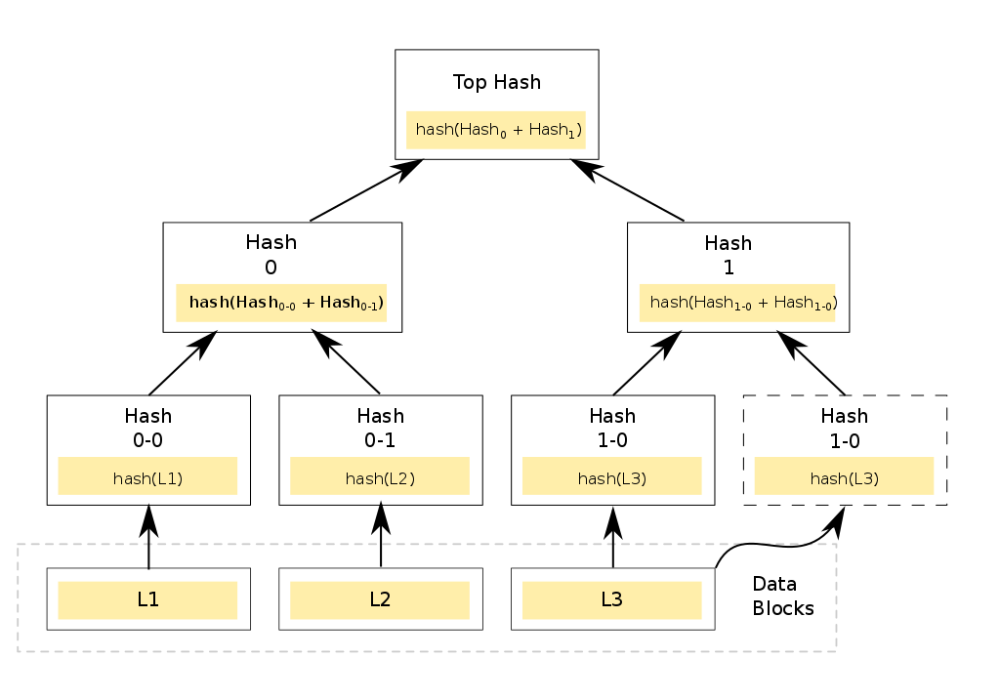 Top Hash
hash(Hash0 + Hash1)
Hash
0
hash(Hash0-0 + Hash0-1)
Hash
1
hash(Hash1-0 + Hash1-0)
Hash
0-0
hash(L1)
Hash
0-1
hash(L2)
Hash
1-0
hash(L3)
Hash
1-0
hash(L3)
L1
L2
L3
Data
Blocks